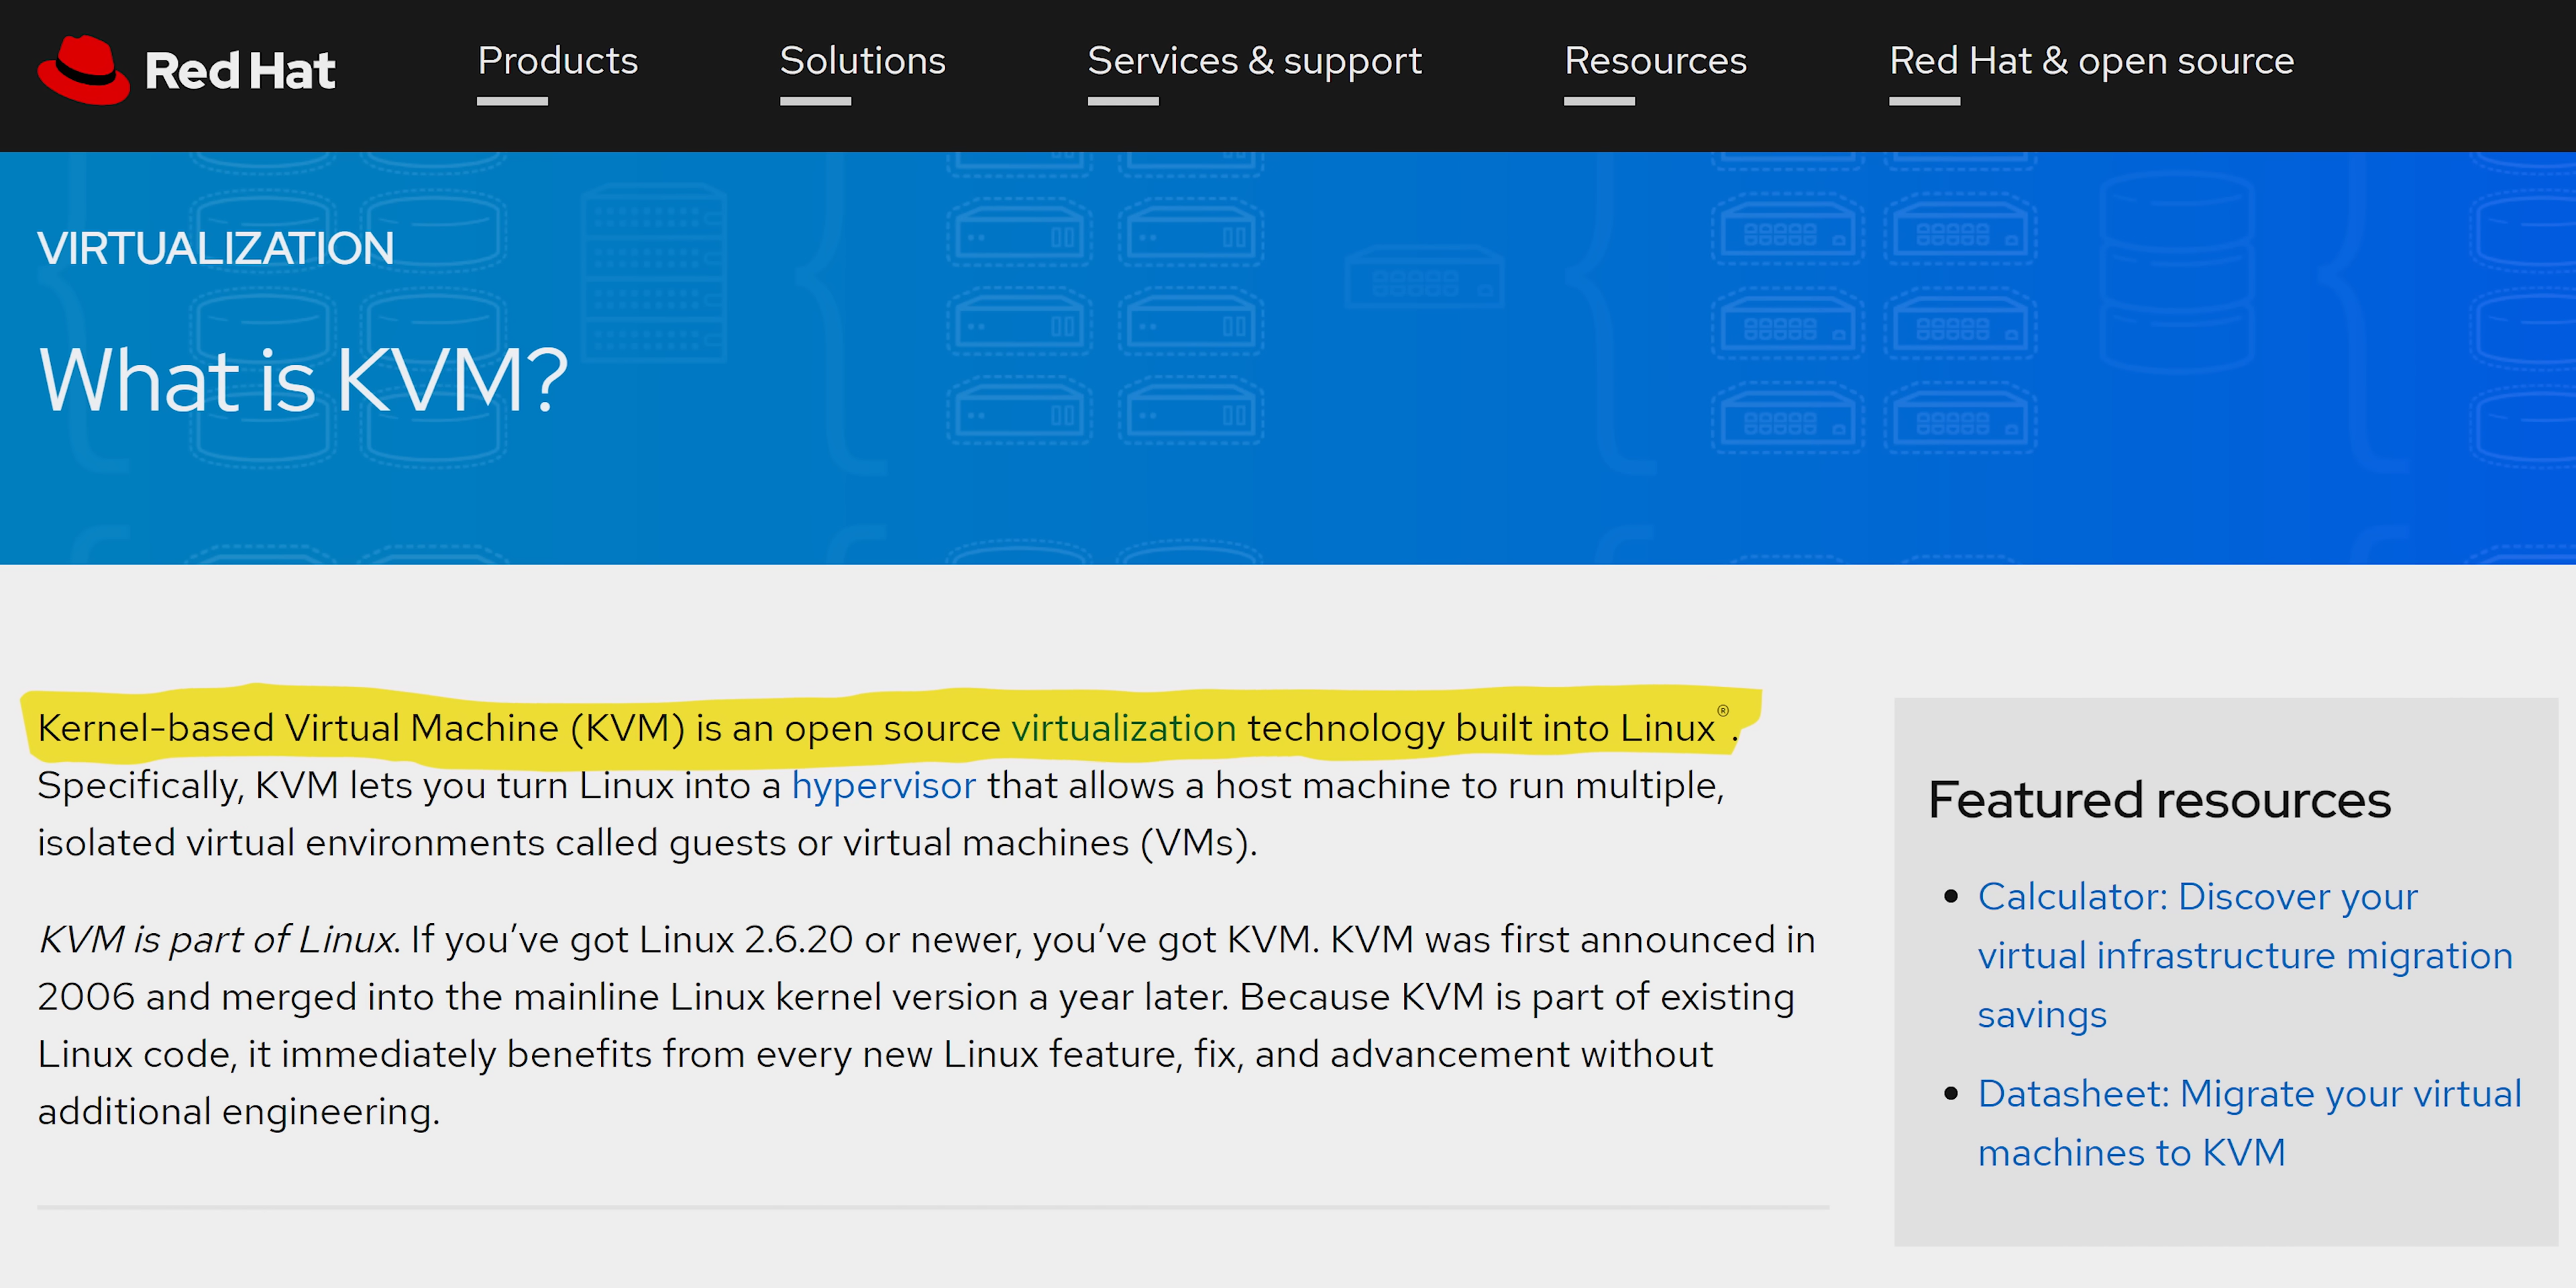 Red Hat
Products
Solutions
Services & support
Resources
Red Hat & open source
VIRTUALIZATION
What is KVM?
Kernel-based Virtual Machine (KVM) is an open source virtualization technology built into Linux®.
Specifically, KVM lets you turn Linux into a hypervisor that allows a host machine to run multiple,
isolated virtual environments called guests or virtual machines (VMs).
KVM is part of Linux. If you’ve got Linux 2.6.20 or newer, you’ve got KVM. KVM was first announced in
2006 and merged into the mainline Linux kernel version a year later. Because KVM is part of existing
Linux code, it immediately benefits from every new Linux feature, fix, and advancement without
additional engineering.
Featured resources
• Calculator: Discover your
virtual infrastructure migration
savings
• Datasheet: Migrate your virtual
machines to KVM